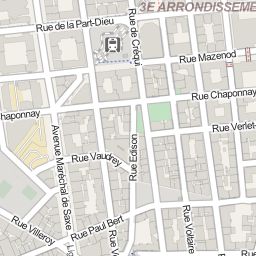 3E ARRONDISSEME
Rue de la Part-Dieu
Rue de Créqui
Rue Mazenod
Rue Chaponnay
haponnay
Rue Verlet-
Avenue Maréchal de Saxe
Rue Vaudrey
Rue Edison
Rue Villeroy
Rue Paul Bert
Rue Voltaire